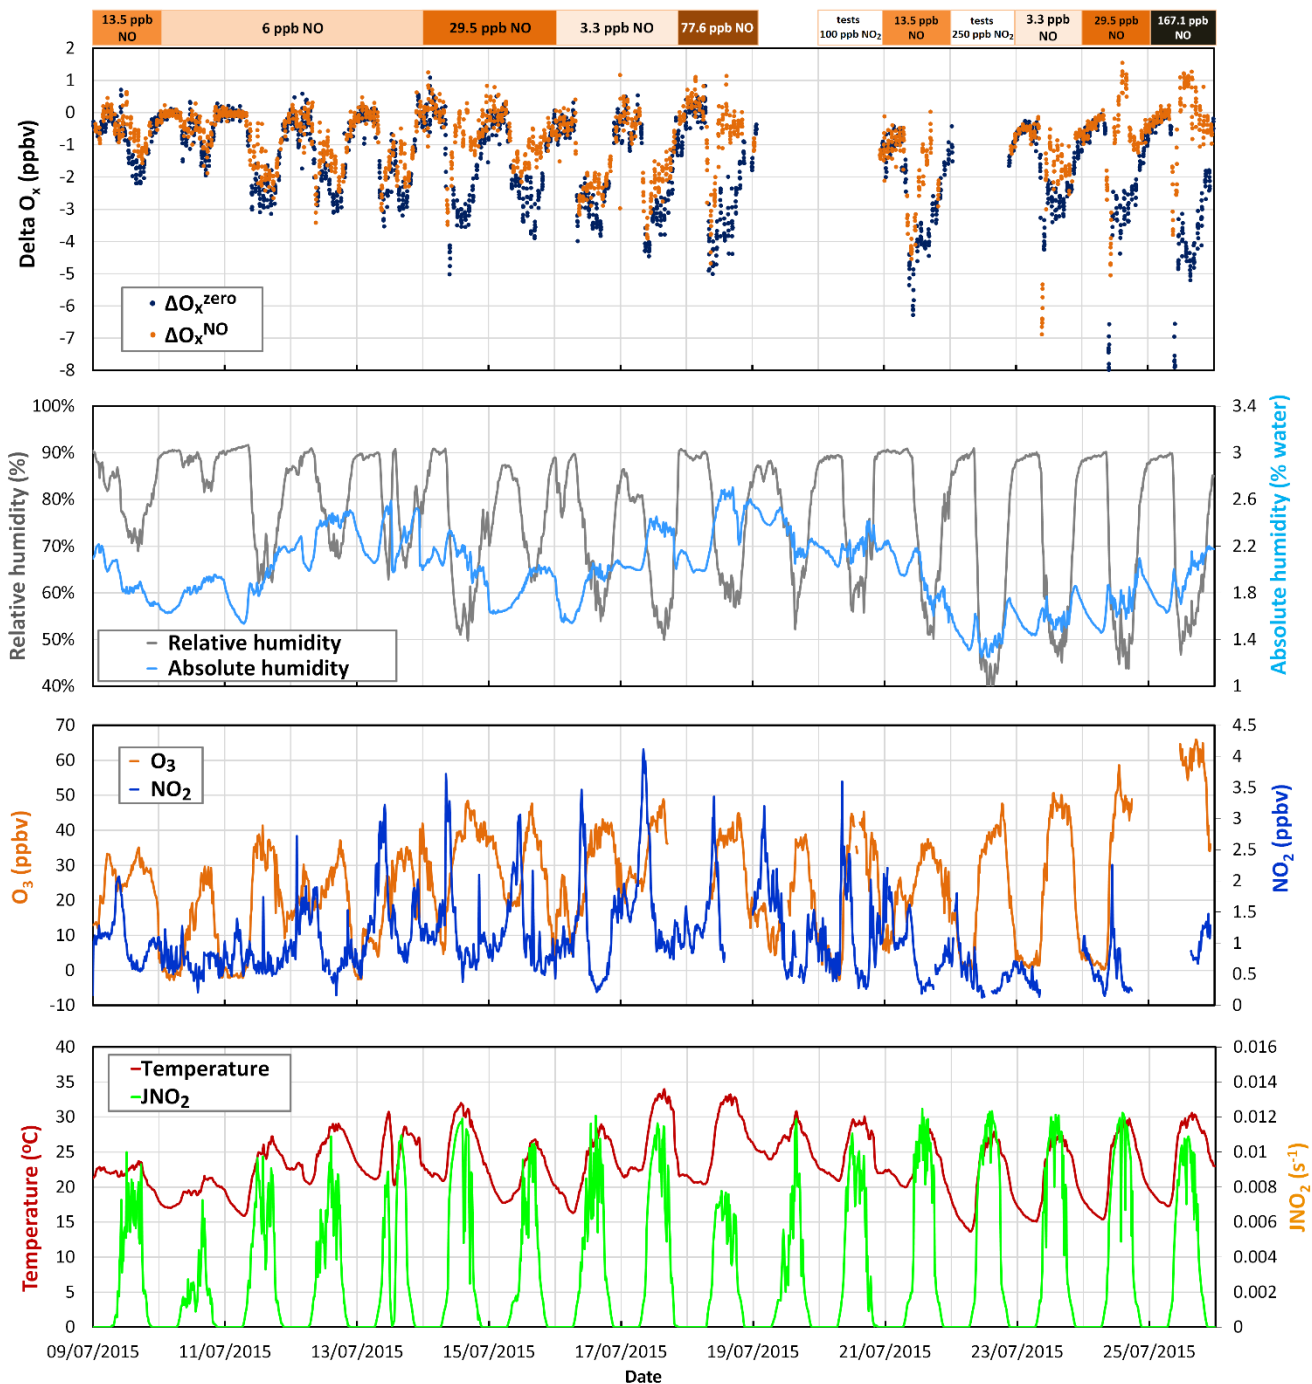 13.5 ppb NO
6 ppb NO
29.5 ppb NO
3.3 ppb NO
77.6 ppb NO
tests 100 ppb NO₂
13.5 ppb NO
tests 250 ppb NO₂
3.3 ppb NO
29.5 ppb NO
167.1 ppb NO
Delta Oₓ (ppbv)
2
1
0
-1
-2
-3
-4
-5
-6
-7
-8
ΔOₓ^zero
ΔOₓ^NO
Relative humidity (%)
100%
90%
80%
70%
60%
50%
40%
Relative humidity
Absolute humidity
3.4
3
2.6
2.2
1.8
1.4
1
Absolute humidity (% water)
O₃ (ppbv)
70
60
50
40
30
20
10
0
-10
O₃
NO₂
4.5
4
3.5
3
2.5
2
1.5
1
0.5
0
NO₂ (ppbv)
Temperature (ºC)
40
35
30
25
20
15
10
5
0
Temperature
JNO₂
0.016
0.014
0.012
0.01
0.008
0.006
0.004
0.002
0
JNO₂ (s⁻¹)
09/07/2015
11/07/2015
13/07/2015
15/07/2015
17/07/2015
19/07/2015
21/07/2015
23/07/2015
25/07/2015
Date